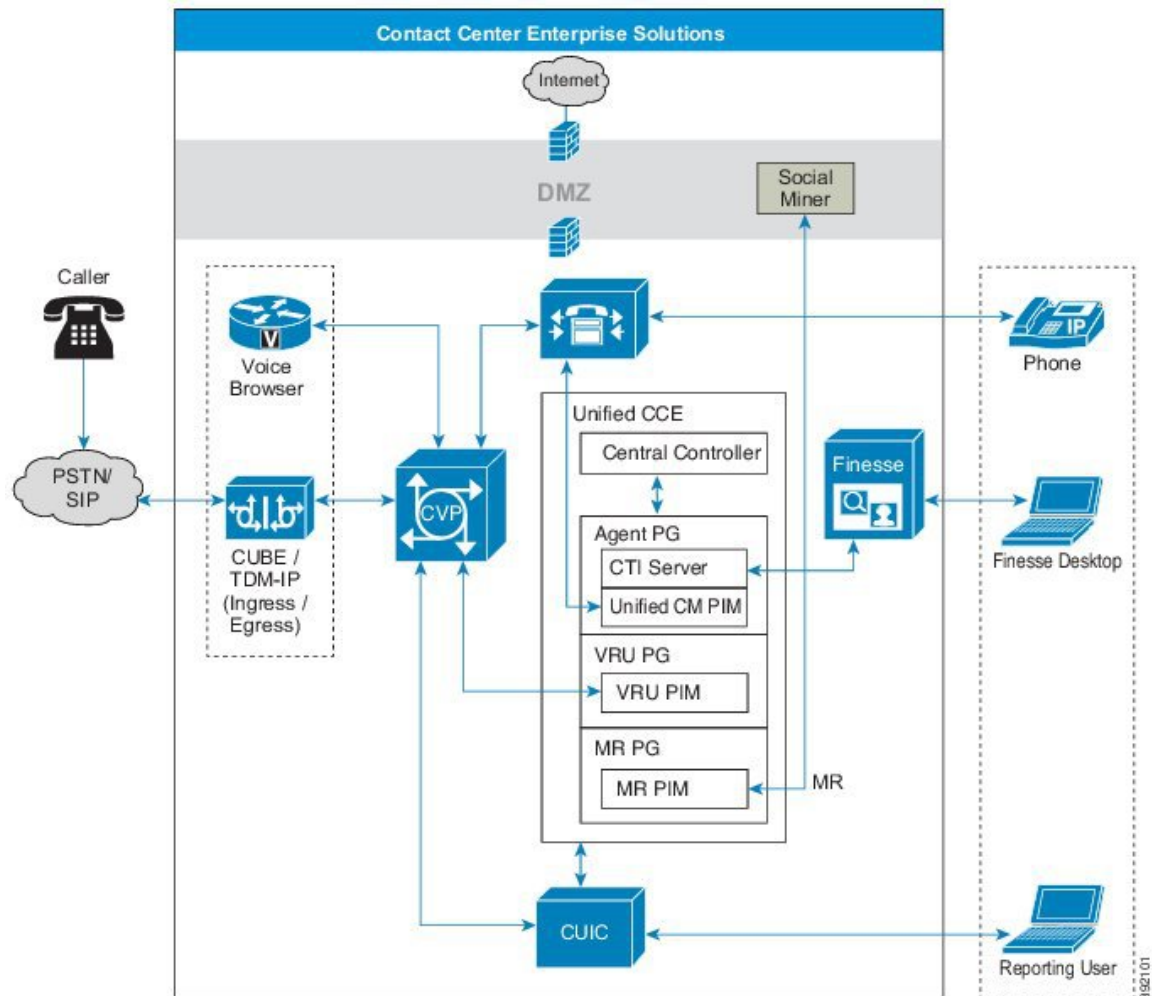 Contact Center Enterprise Solutions
Internet
DMZ
Social
Miner
Caller
Voice
Browser
V
IP
Phone
PSTN/
SIP
CUBE /
TDM-IP
(Ingress /
Egress)
CVP
Unified CCE
Central Controller
Agent PG
CTI Server
Unified CM PIM
VRU PG
VRU PIM
MR PG
MR PIM
MR
Finesse
Finesse Desktop
CUIC
Reporting User